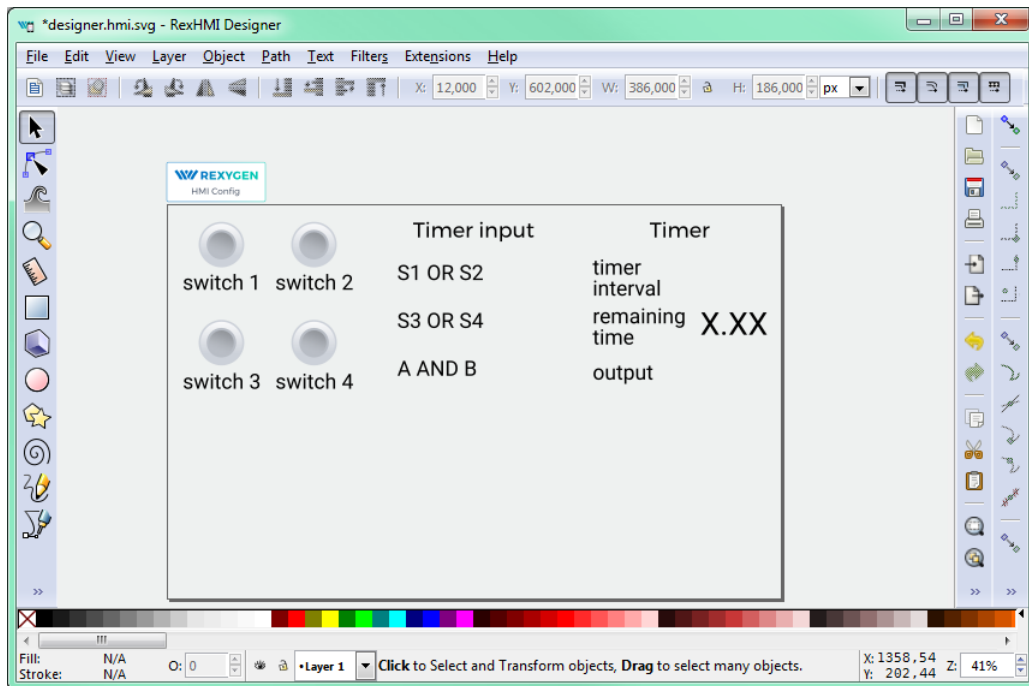 *designer.hmi.svg - RexHMI Designer
File Edit View Layer Object Path Text Filters Extensions Help
X: 12,000 Y: 602,000 W: 386,000 H: 186,000 px
REXYGEN
HMI Config
Timer input Timer
switch 1 switch 2
S1 OR S2
timer
interval
S3 OR S4
remaining
time
X.XX
switch 3 switch 4
A AND B
output
Fill: N/A
Stroke: N/A
O: 0
•Layer 1
Click to Select and Transform objects, Drag to select many objects.
X: 1358,54
Y: 202,44
Z: 41%